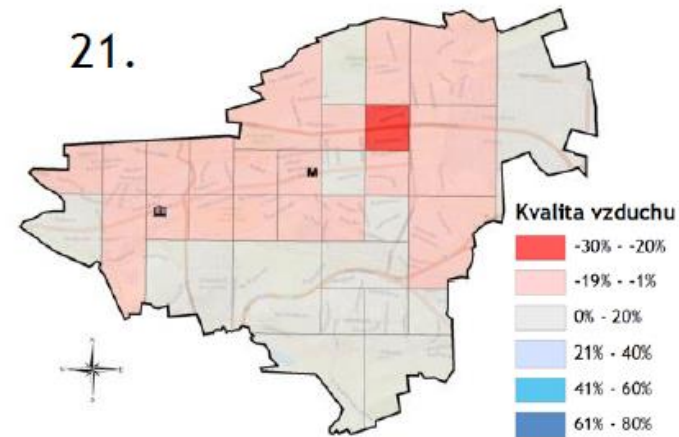 21.
M
Kvalita vzduchu
-30% - -20%
-19% - -1%
0% - 20%
21% - 40%
41% - 60%
61% - 80%